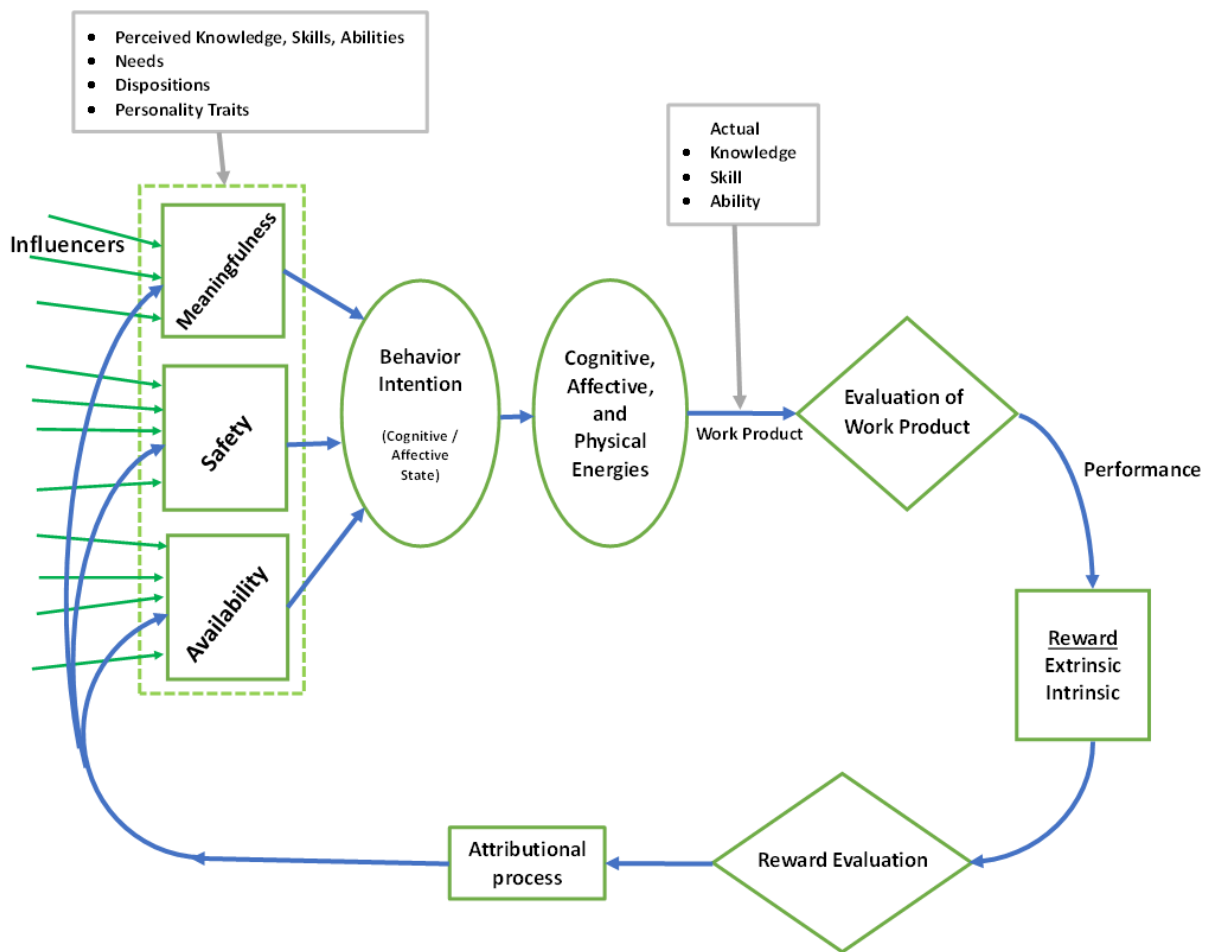 • Perceived Knowledge, Skills, Abilities
• Needs
• Dispositions
• Personality Traits
Actual
• Knowledge
• Skill
• Ability
Influencers
Meaningfulness
Safety
Availability
Behavior
Intention
(Cognitive /
Affective
State)
Cognitive,
Affective,
and
Physical
Energies
Work Product
Evaluation of
Work Product
Performance
Reward
Extrinsic
Intrinsic
Reward Evaluation
Attributional
process